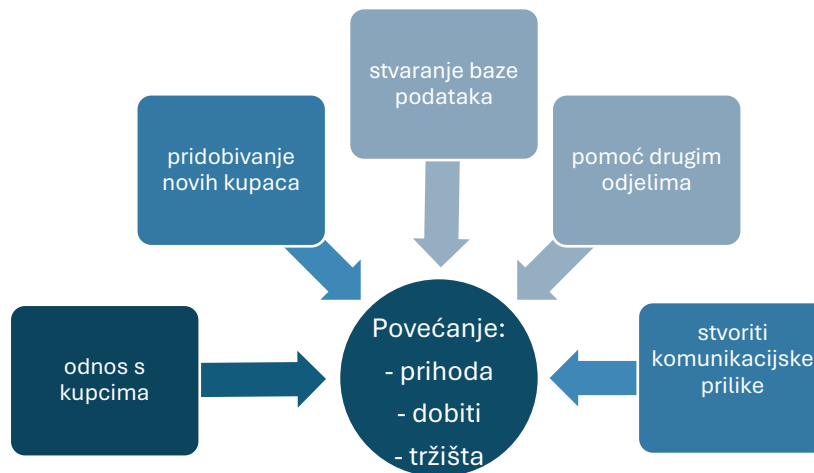 stvaranje baze
podataka
pridobivanje
novih kupaca
pomoć drugim
odjelima
odnos s
kupcima
Povećanje:
- prihoda
- dobiti
- tržišta
stvoriti
komunikacijske
prilike